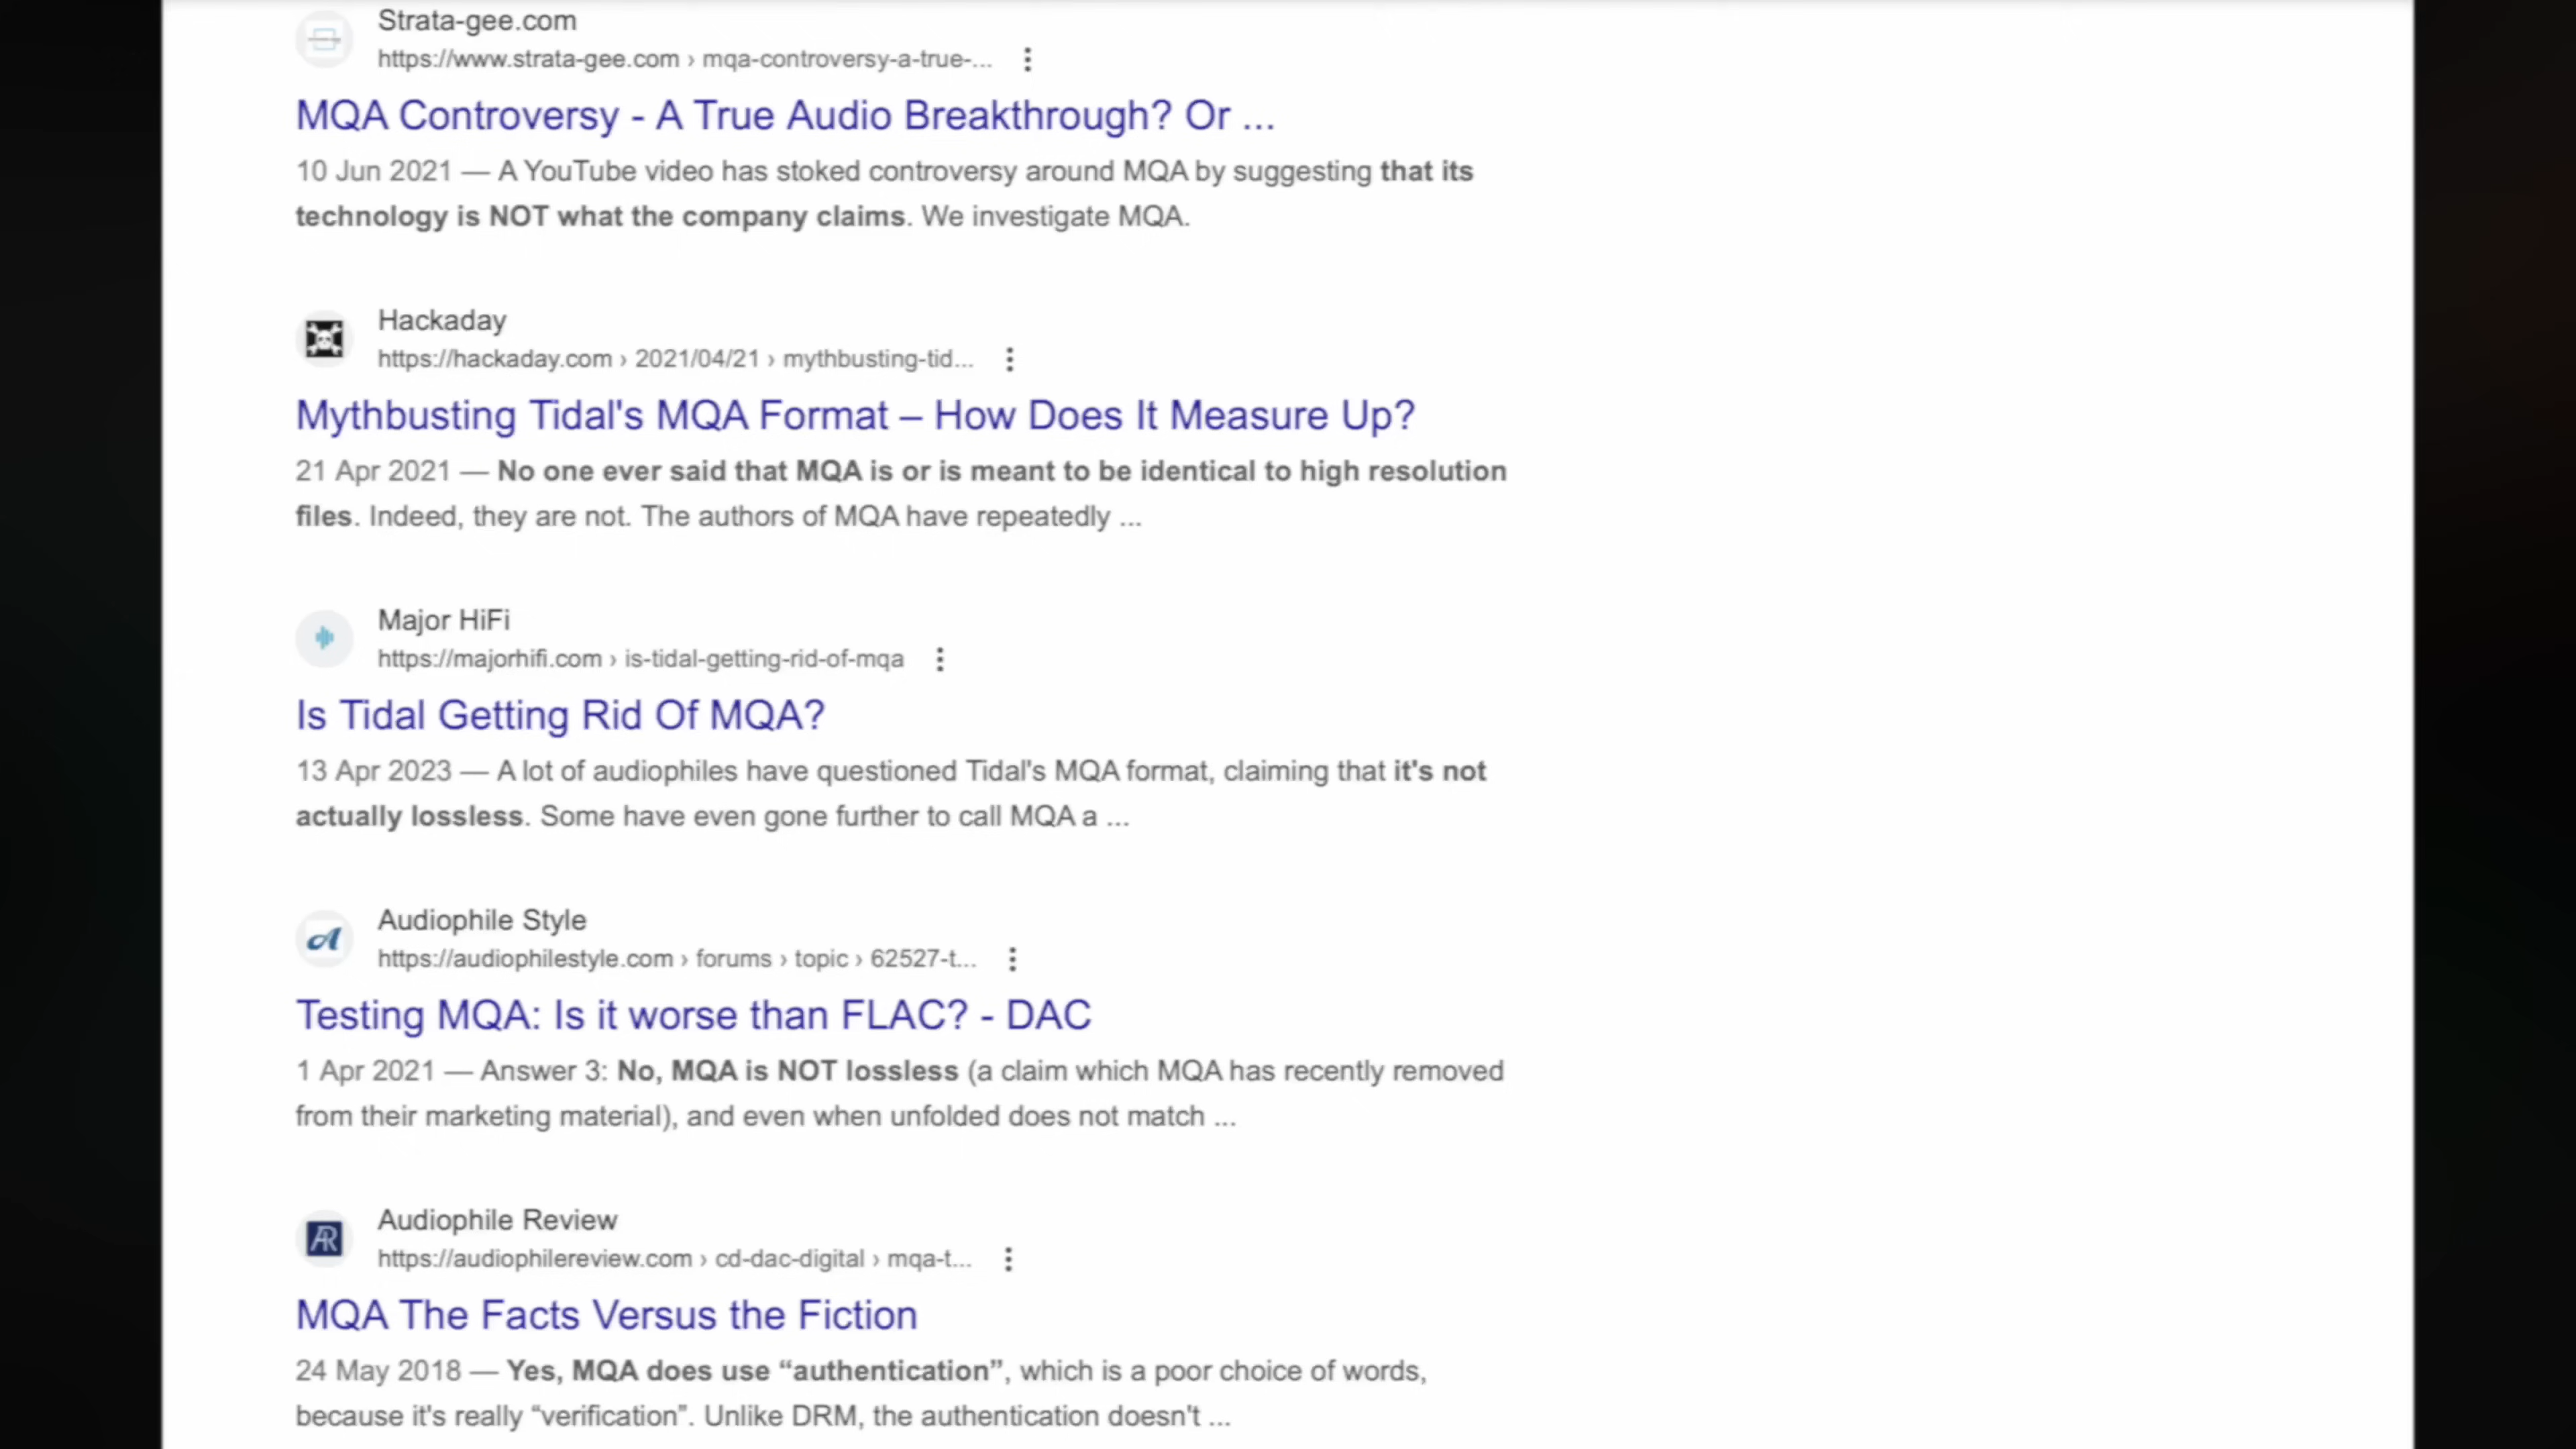 Strata-gee.com
https://www.strata-gee.com › mqa-controversy-a-true-...
MQA Controversy - A True Audio Breakthrough? Or ...
10 Jun 2021 — A YouTube video has stoked controversy around MQA by suggesting that its
technology is NOT what the company claims. We investigate MQA.
Hackaday
https://hackaday.com › 2021/04/21 › mythbusting-tid...
Mythbusting Tidal's MQA Format – How Does It Measure Up?
21 Apr 2021 — No one ever said that MQA is or is meant to be identical to high resolution
files. Indeed, they are not. The authors of MQA have repeatedly ...
Major HiFi
https://majorhifi.com › is-tidal-getting-rid-of-mqa
Is Tidal Getting Rid Of MQA?
13 Apr 2023 — A lot of audiophiles have questioned Tidal's MQA format, claiming that it's not
actually lossless. Some have even gone further to call MQA a ...
Audiophile Style
https://audiophilestyle.com › forums › topic › 62527-t...
Testing MQA: Is it worse than FLAC? - DAC
1 Apr 2021 — Answer 3: No, MQA is NOT lossless (a claim which MQA has recently removed
from their marketing material), and even when unfolded does not match ...
AR Audiophile Review
https://audiophilereview.com › cd-dac-digital › mqa-t...
MQA The Facts Versus the Fiction
24 May 2018 — Yes, MQA does use “authentication”, which is a poor choice of words,
because it's really “verification”. Unlike DRM, the authentication doesn't ...